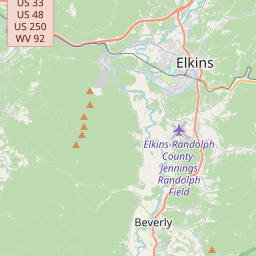 US 33
US 48
US 250
WV 92
Elkins
Elkins-Randolph
County-
Jennings
Randolph
Field
Beverly